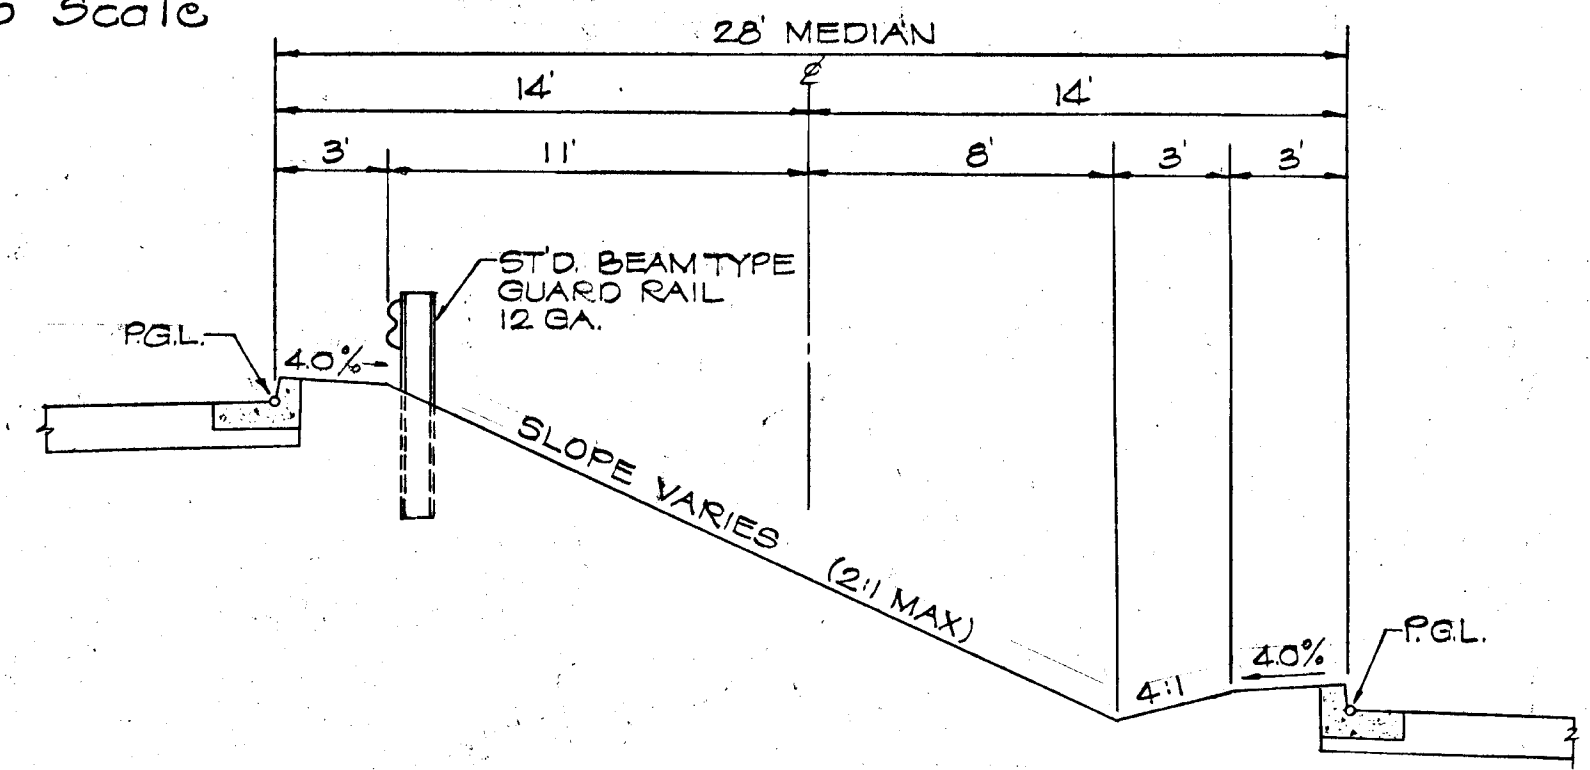 Scale
28' MEDIAN
14'
14'
3'
11'
8'
3'
3'
ST'D. BEAM TYPE
GUARD RAIL
12 GA.
P.G.L.
4.0%
SLOPE VARIES (2:1 MAX)
4:1
4.0%
P.G.L.